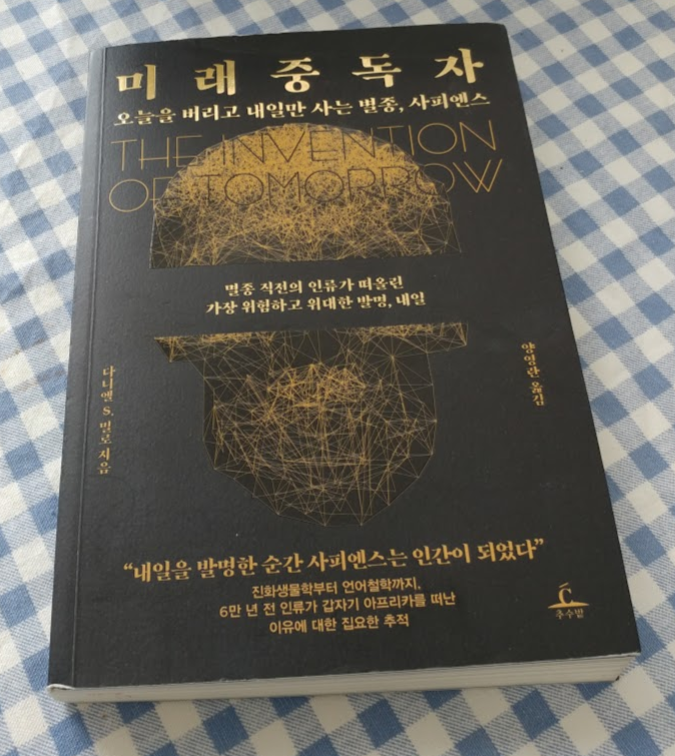 미래중독자
오늘을 버리고 내일만 사는 별종, 사피엔스
THE INVENTION
OF TOMORROW
멸종 직전의 인류가 떠올린
가장 위험하고 위대한 발명, 내일
다니엘 S. 밀로 지음
양영란 옮김
“내일을 발명한 순간 사피엔스는 인간이 되었다”
진화생물학부터 언어철학까지,
6만 년 전 인류가 갑자기 아프리카를 떠난
이유에 대한 집요한 추적
추수밭